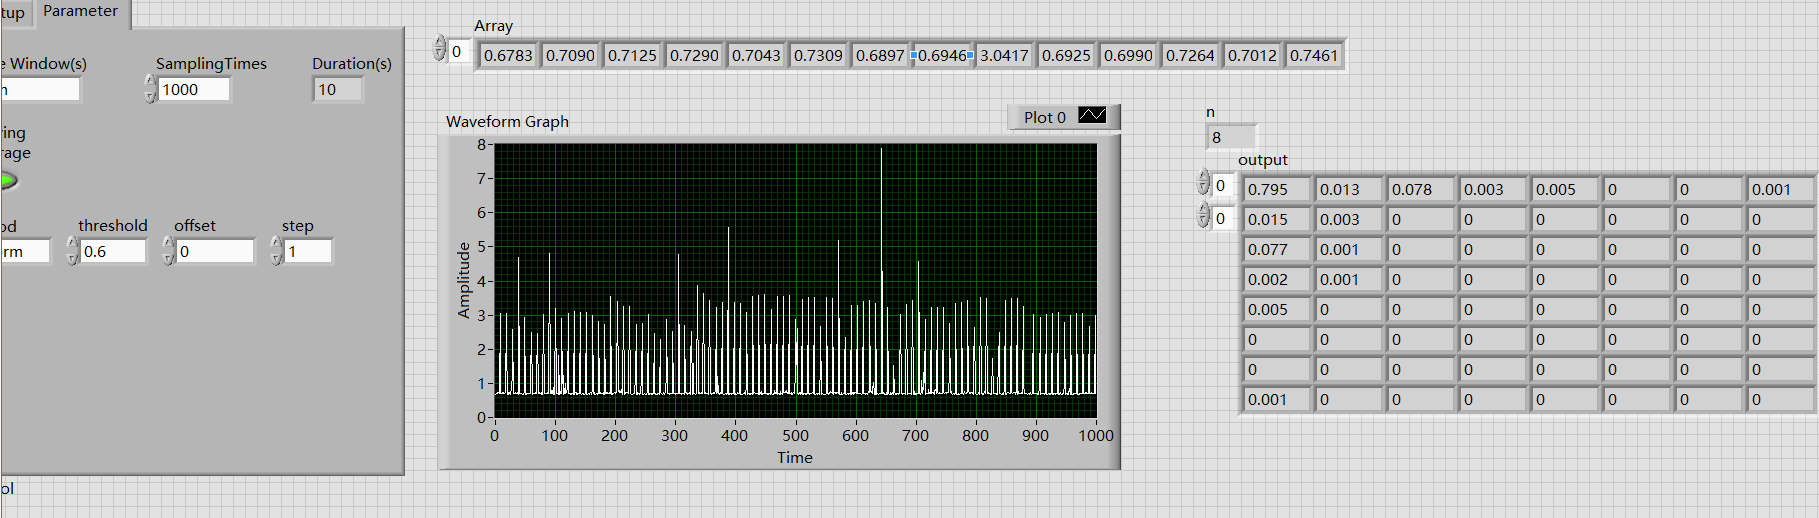 tup Parameter
e Window(s) SamplingTimes Duration(s)
1000 10
ing
rage
od threshold offset step
rm 0.6 0 1
ol
Array
0 0.6783 0.7090 0.7125 0.7290 0.7043 0.7309 0.6897 0.6946 3.0417 0.6925 0.6990 0.7264 0.7012 0.7461
Waveform Graph Plot 0
Amplitude
8
7
6
5
4
3
2
1
0
0 100 200 300 400 500 600 700 800 900 1000
Time
n
8
output
0 0.795 0.013 0.078 0.003 0.005 0 0 0.001
0 0.015 0.003 0 0 0 0 0 0
0.077 0.001 0 0 0 0 0 0
0.002 0.001 0 0 0 0 0 0
0.005 0 0 0 0 0 0 0
0 0 0 0 0 0 0 0
0 0 0 0 0 0 0 0
0.001 0 0 0 0 0 0 0